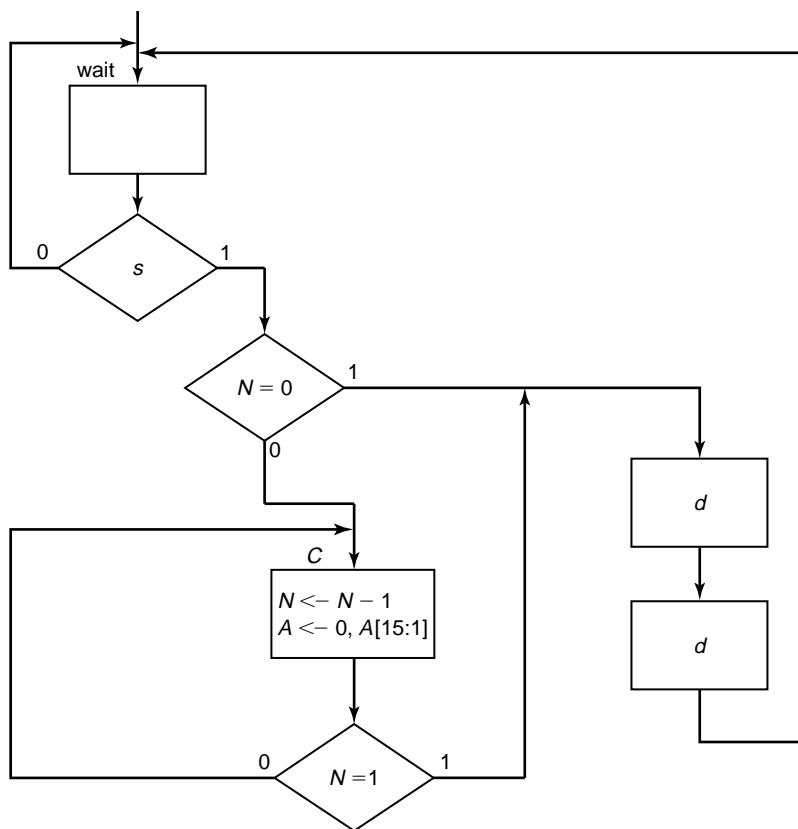 wait
0
s
1
N = 0
1
0
C
N <− N − 1
A <− 0, A[15:1]
d
d
0
N =1
1